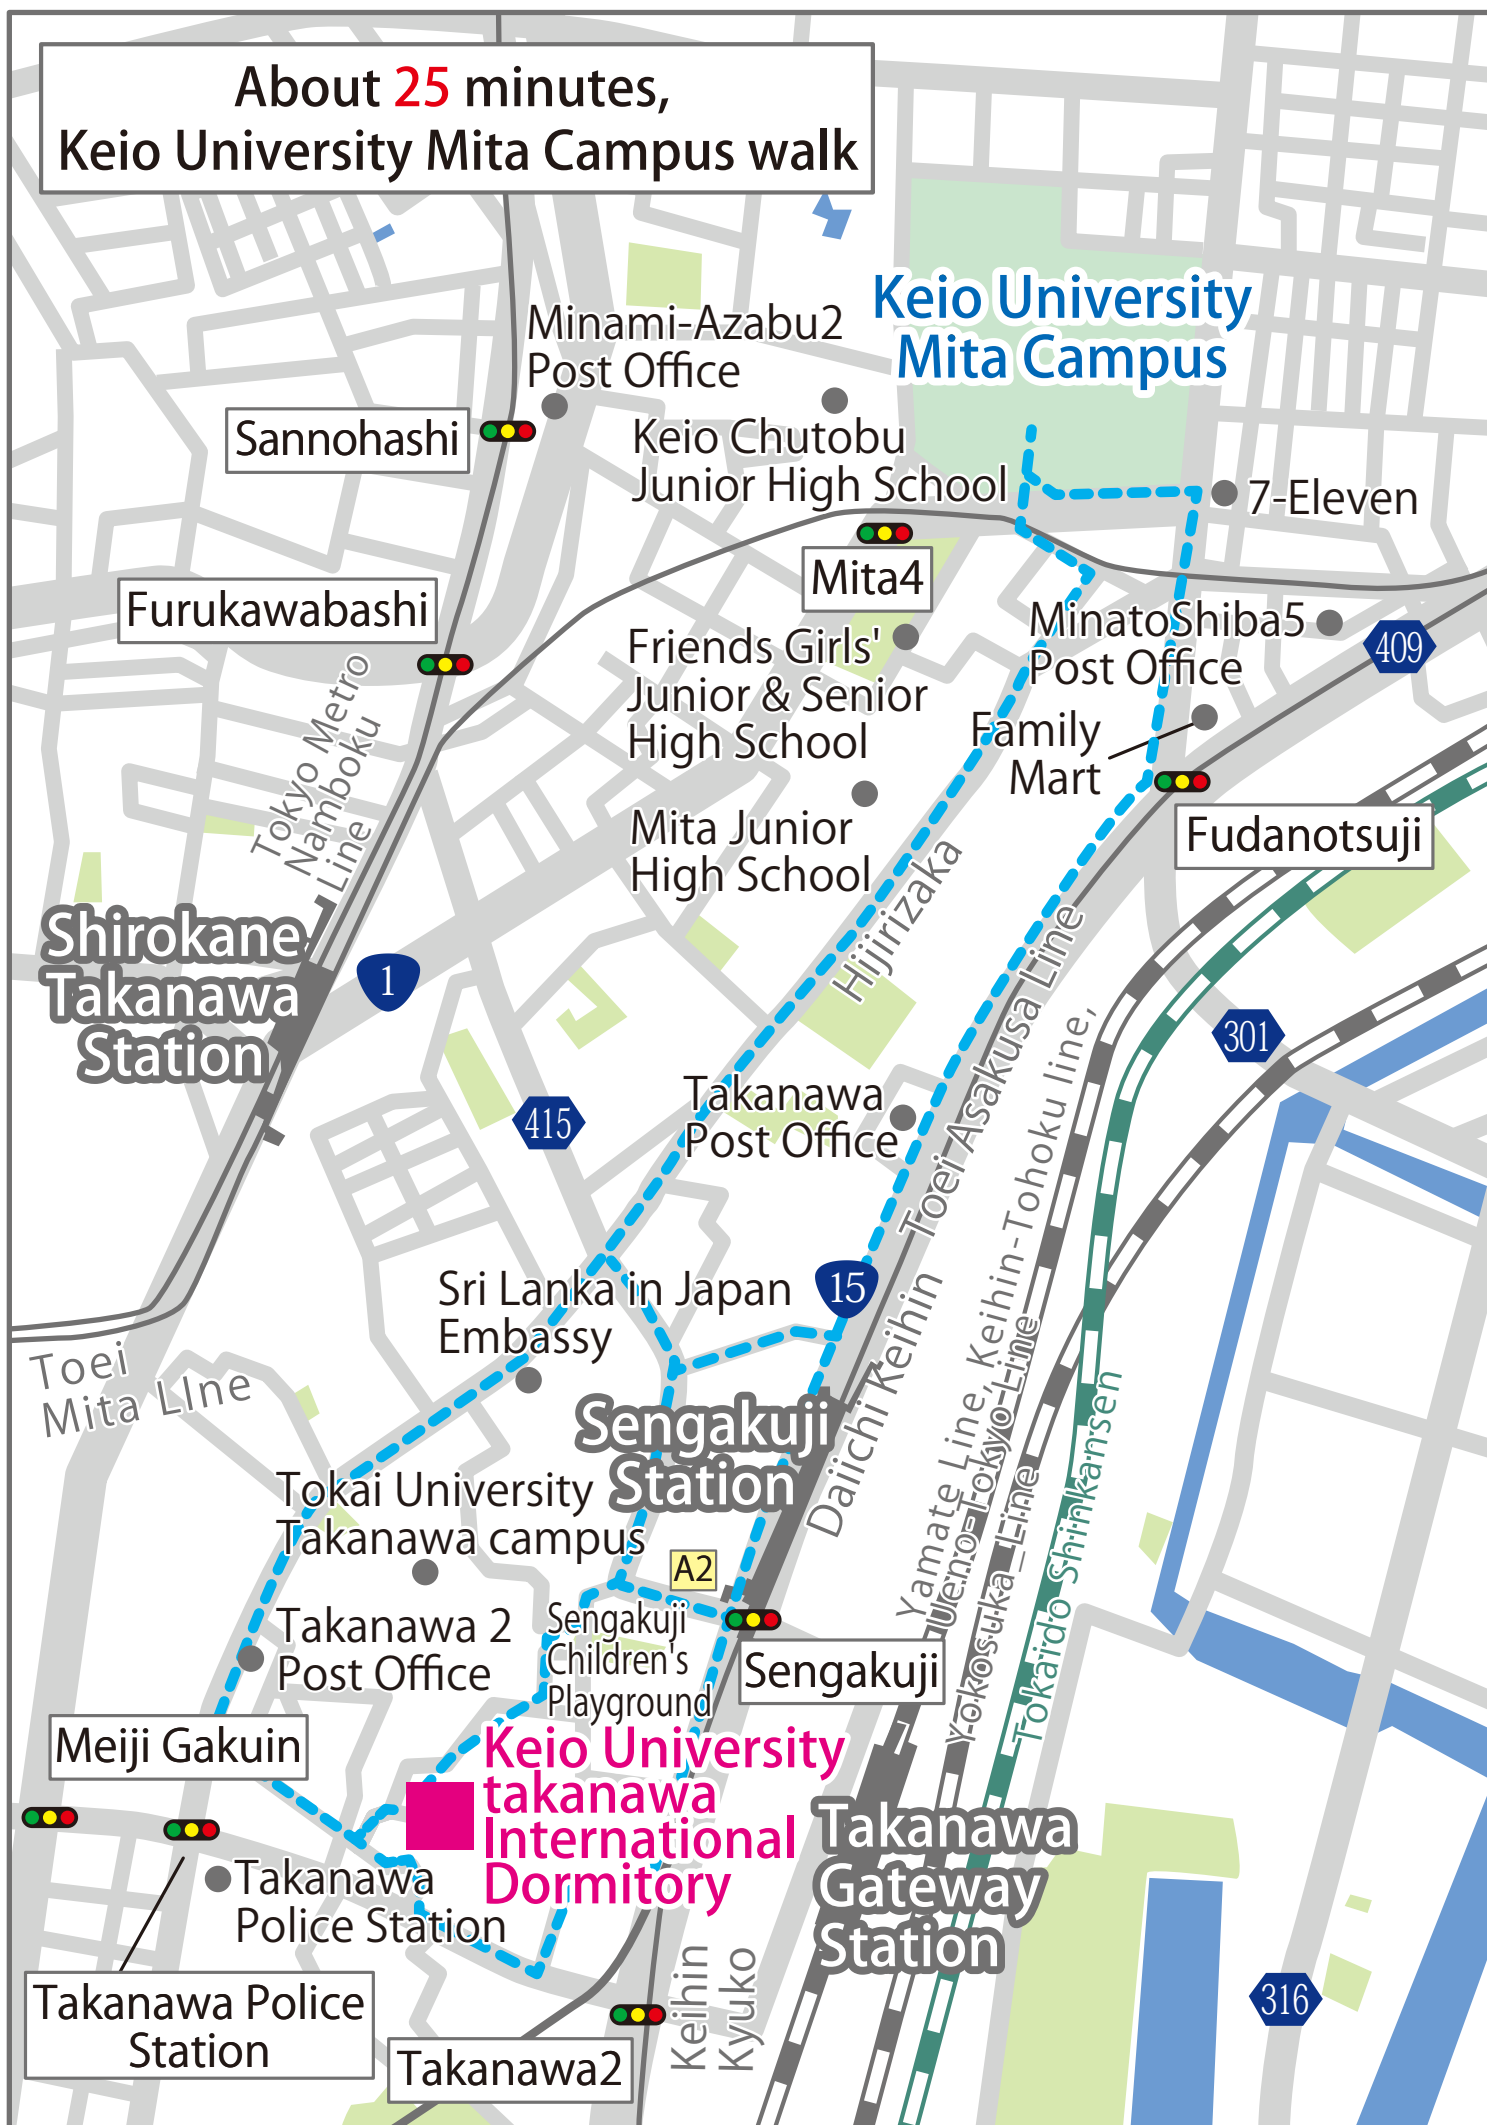 About 25 minutes,
Keio University Mita Campus walk
Keio University
Mita Campus
Minami-Azabu2
Post Office
Sannohashi
Keio Chutobu
Junior High School
7-Eleven
Mita4
Furukawabashi
MinatoShiba5
Post Office
409
Friends Girls'
Junior & Senior
High School
Family
Mart
Tokyo Metro
Namboku
Line
Fudanotsuji
Mita Junior
High School
Hijirizaka
Shirokane
Takanawa
Station
1
301
415
Takanawa
Post Office
Toei Asakusa Line
Sri Lanka in Japan
Embassy
15
Daiichi Keihin
Yamate Line, Keihin-Tohoku line,
Ueno-Tokyo-Line
Yokosuka_Line
Tokaido Shinkansen
Toei
Mita LIne
Sengakuji
Station
Tokai University
Takanawa campus
A2
Takanawa 2
Post Office
Sengakuji
Children's
Playground
Sengakuji
Meiji Gakuin
Keio University
takanawa
International
Dormitory
Takanawa
Gateway
Station
Takanawa
Police Station
Takanawa Police
Station
Keihin
Kyuko
316
Takanawa2